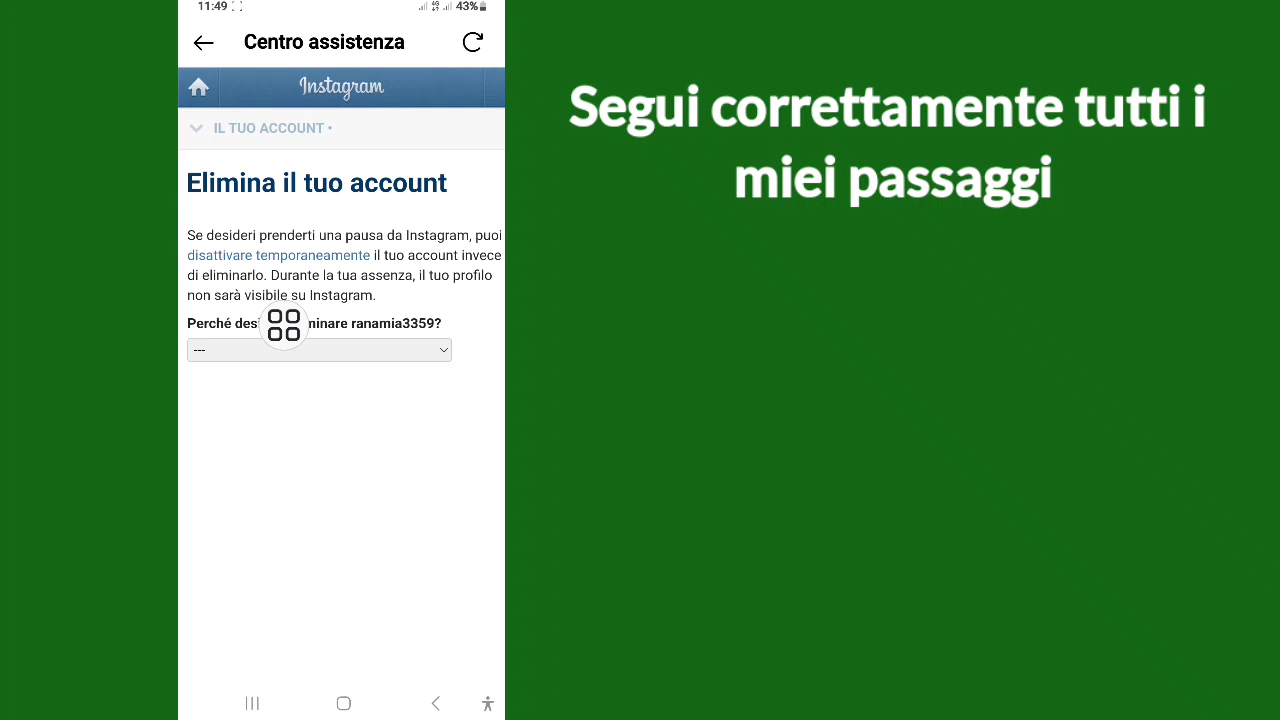 11:49
4G
43%
Centro assistenza
Instagram
IL TUO ACCOUNT •
Elimina il tuo account
Se desideri prenderti una pausa da Instagram, puoi
disattivare temporaneamente il tuo account invece
di eliminarlo. Durante la tua assenza, il tuo profilo
non sarà visibile su Instagram.
Perché desi minare ranamia3359?
---
Segui correttamente tutti i
miei passaggi